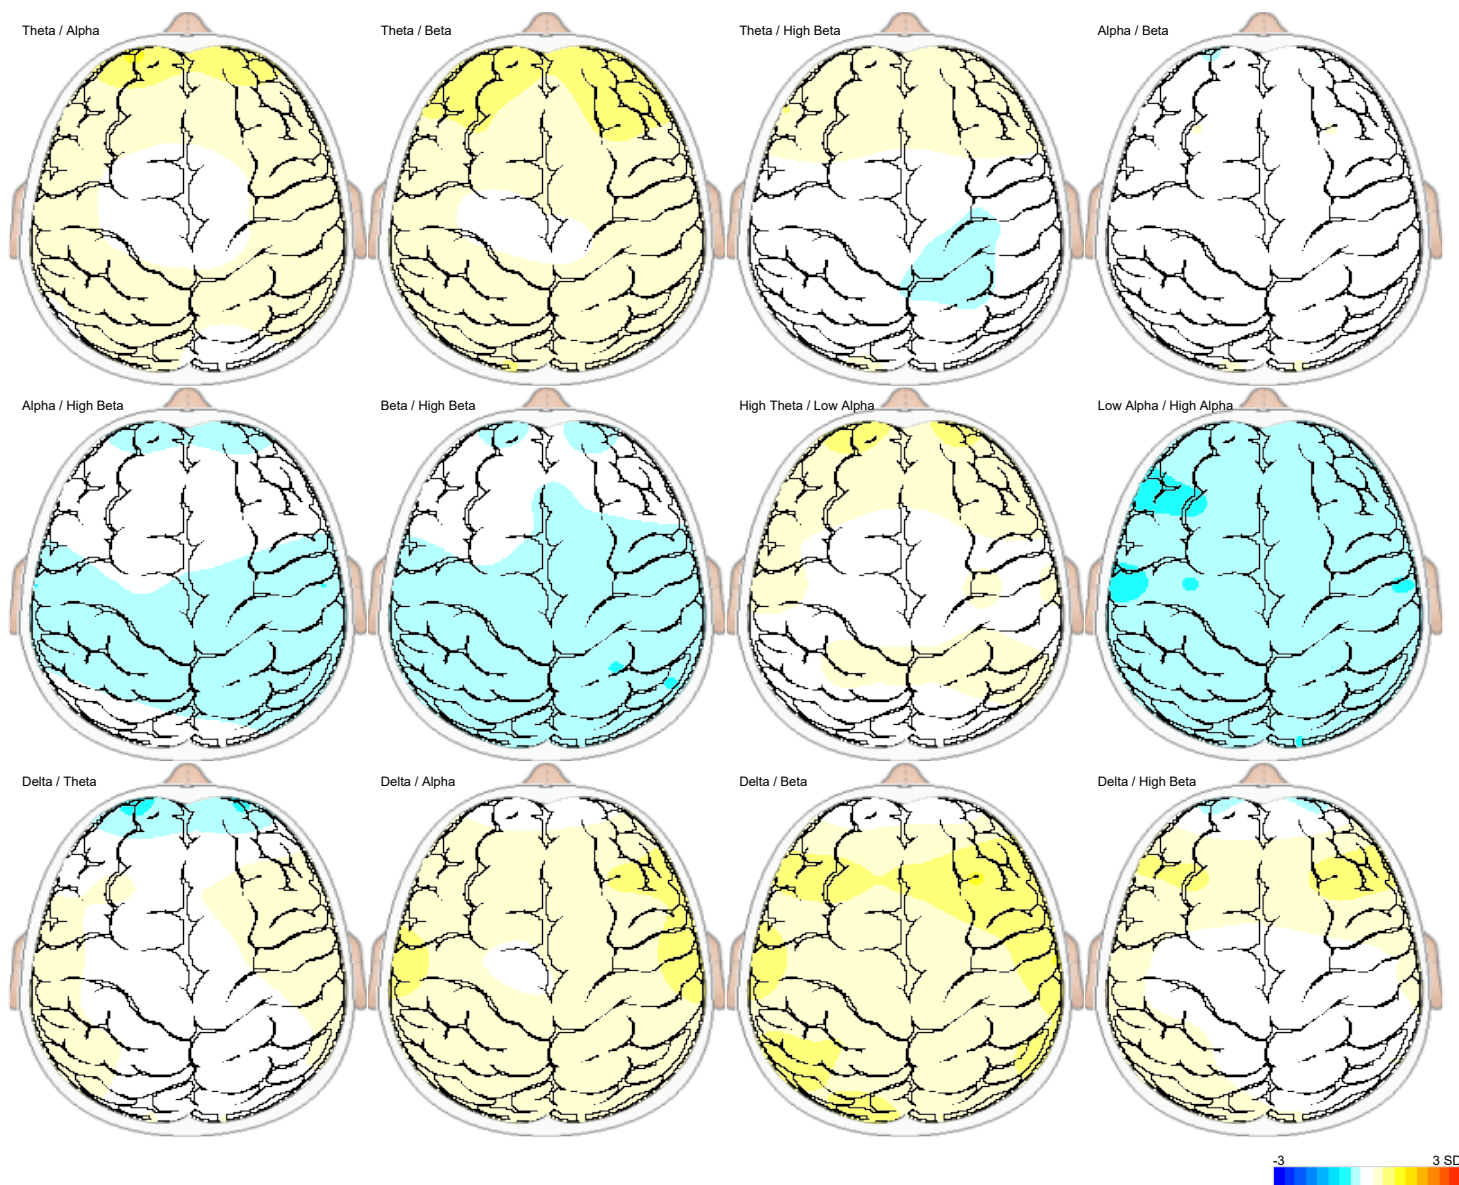 Theta / Alpha
Theta / Beta
Theta / High Beta
Alpha / Beta
Alpha / High Beta
Beta / High Beta
High Theta / Low Alpha
Low Alpha / High Alpha
Delta / Theta
Delta / Alpha
Delta / Beta
Delta / High Beta
-3
3 SD